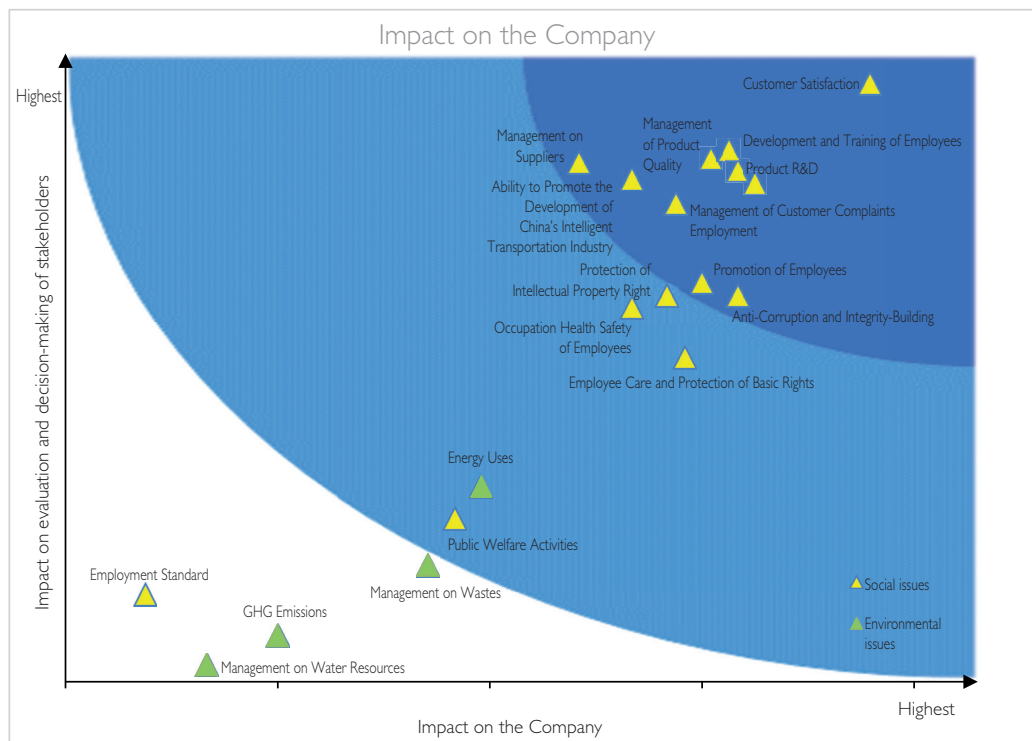 Impact on the Company
Highest
Impact on evaluation and decision-making of stakeholders
Customer Satisfaction
Management on
Suppliers
Management
of Product
Quality
Development and Training of Employees
Product R&D
Ability to Promote the
Development of
China's Intelligent
Transportation Industry
Management of Customer Complaints
Employment
Protection of
Intellectual Property Right
Promotion of Employees
Anti-Corruption and Integrity-Building
Occupation Health Safety
of Employees
Employee Care and Protection of Basic Rights
Energy Uses
Public Welfare Activities
Management on Wastes
Employment Standard
GHG Emissions
Management on Water Resources
Social issues
Environmental
issues
Highest
Impact on the Company